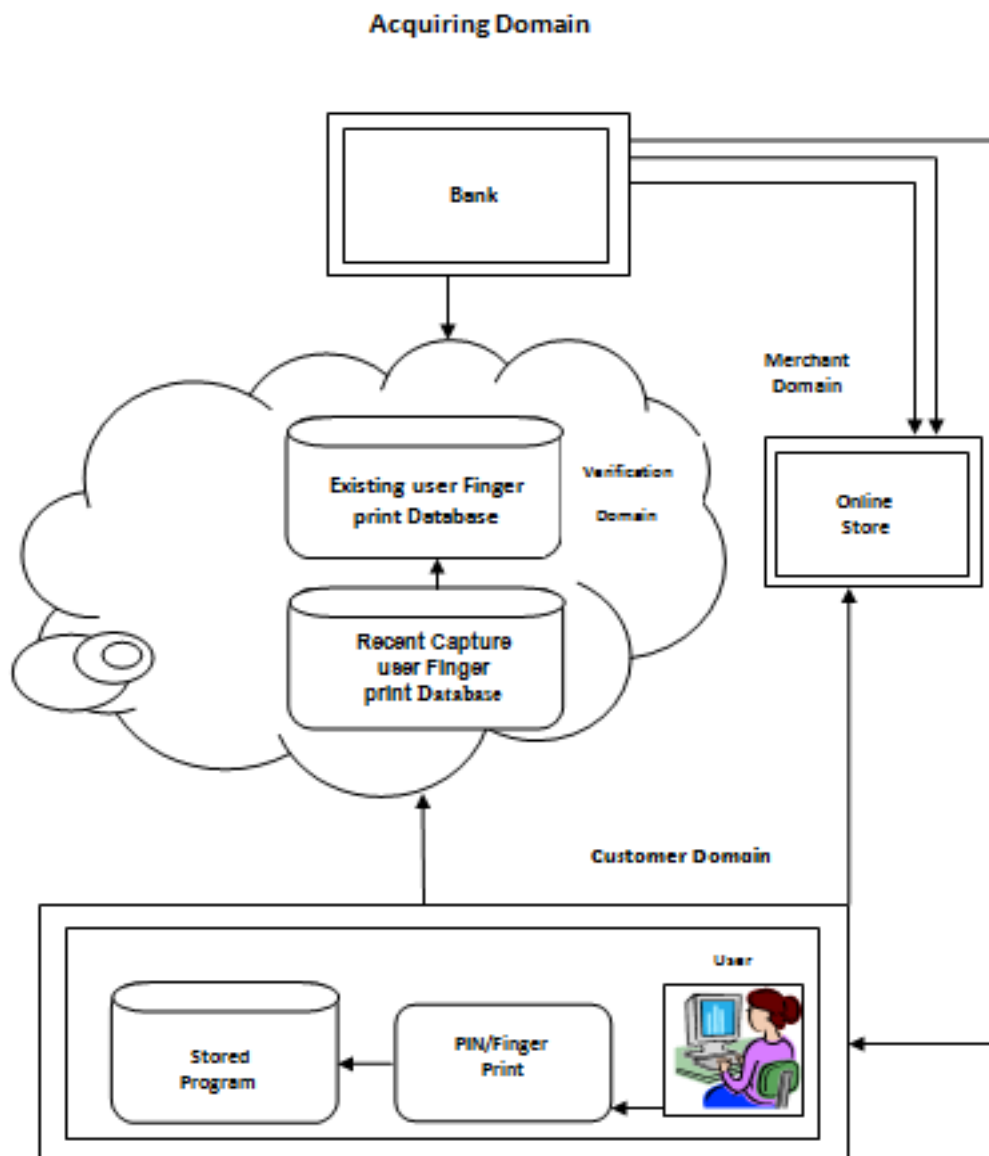 Acquiring Domain
Bank
Merchant
Domain
Existing user Finger
print Database
Verification
Domain
Online
Store
Recent Capture
user Finger
print Database
Customer Domain
User
Stored
Program
PIN/Finger
Print